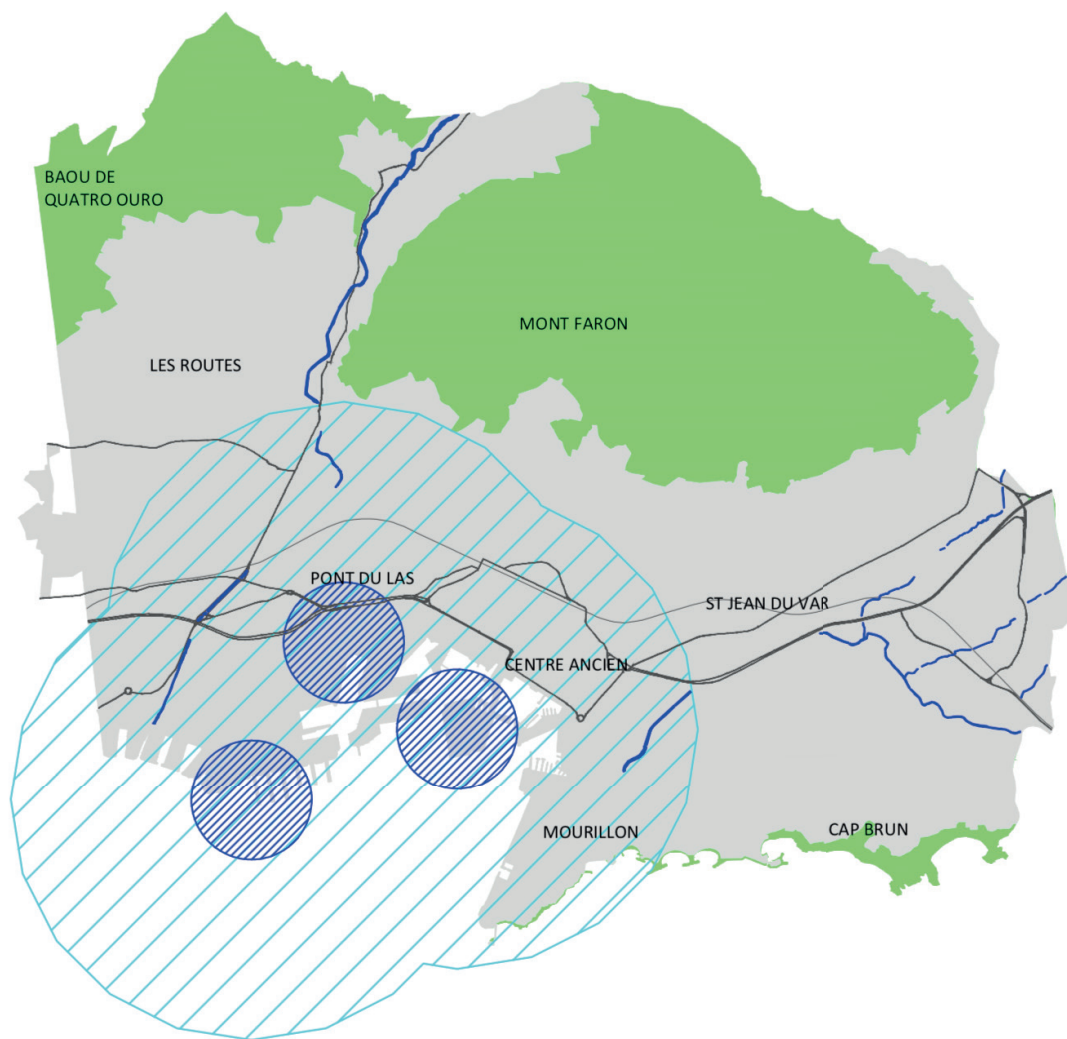 BAOU DE
QUATRO OURO
MONT FARON
LES ROUTES
PONT DU LAS
ST JEAN DU VAR
CENTRE ANCIEN
MOURILLON
CAP BRUN